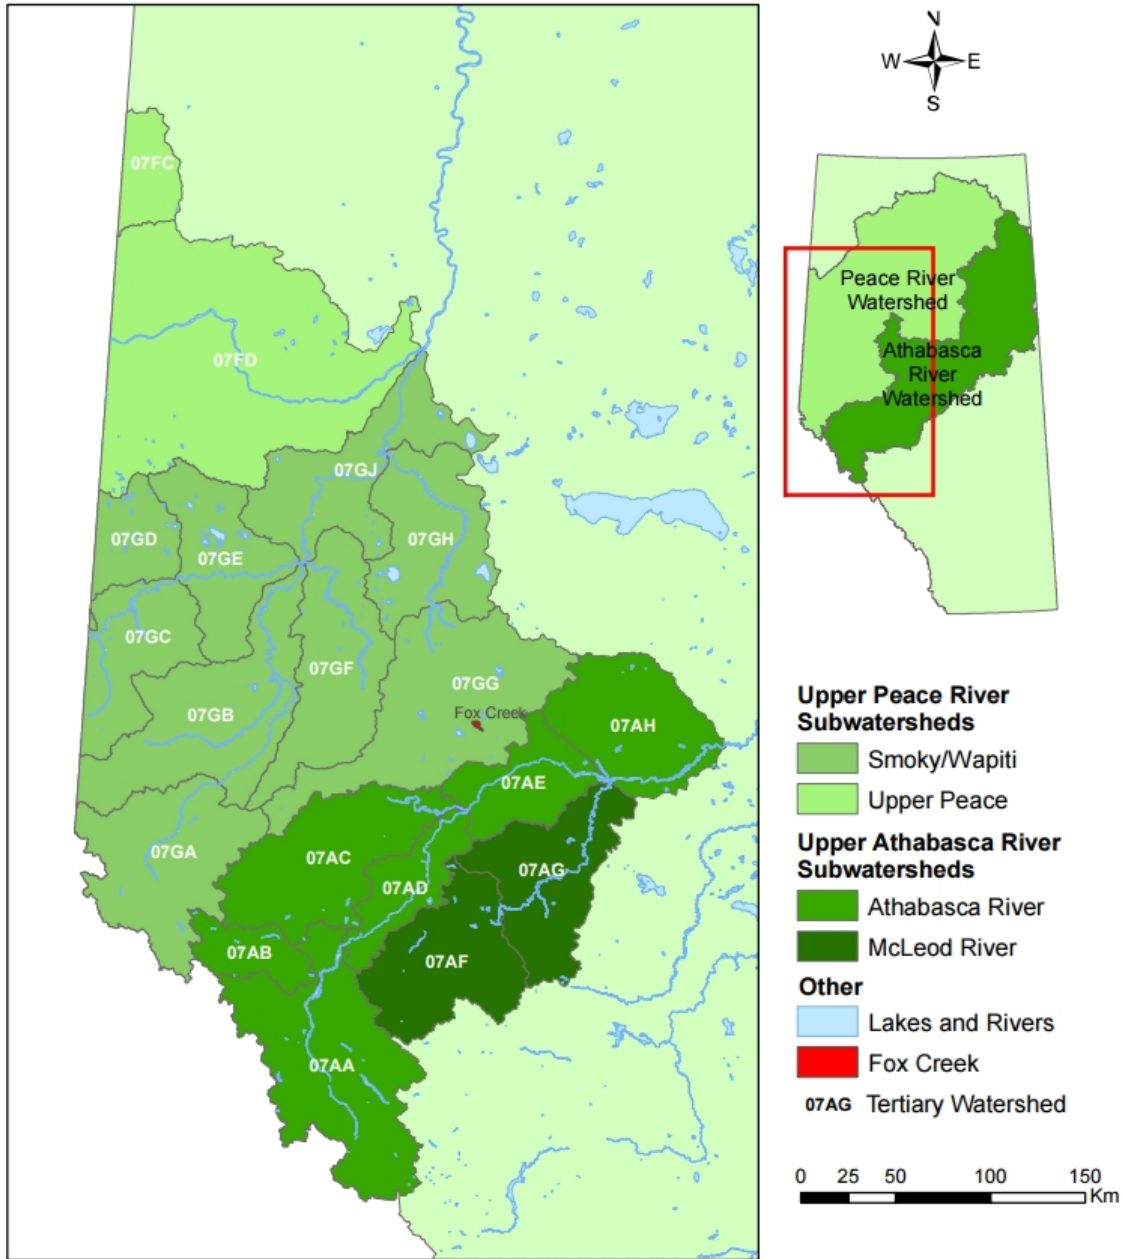 N
W E
S
07FC
07FD
07GJ
07GD
07GE
07GH
07GC
07GF
07GG
07GB
Fox Creek
07AH
07AE
07GA
07AC
07AG
07AD
07AB
07AF
07AA
Peace River
Watershed
Athabasca
River
Watershed
Upper Peace River
Subwatersheds
Smoky/Wapiti
Upper Peace
Upper Athabasca River
Subwatersheds
Athabasca River
McLeod River
Other
Lakes and Rivers
Fox Creek
07AG Tertiary Watershed
0 25 50 100 150
Km